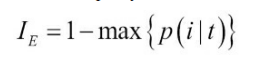 I_E = 1 − max{p(i|t)}